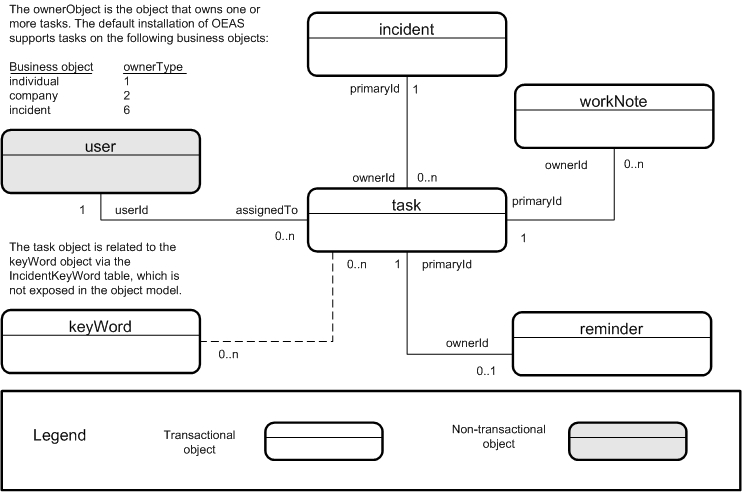 The ownerObject is the object that owns one or
more tasks. The default installation of OEAS
supports tasks on the following business objects:
Business object ownerType
individual 1
company 2
incident 6
incident
primaryId 1
workNote
ownerId 0..n
user
ownerId 0..n
task
primaryId
1
1 userId assignedTo
0..n
The task object is related to the
keyWord object via the
IncidentKeyWord table, which is
not exposed in the object model.
0..n 1 primaryId
keyWord
0..n
reminder
ownerId
0..1
Legend
Transactional
object
Non-transactional
object